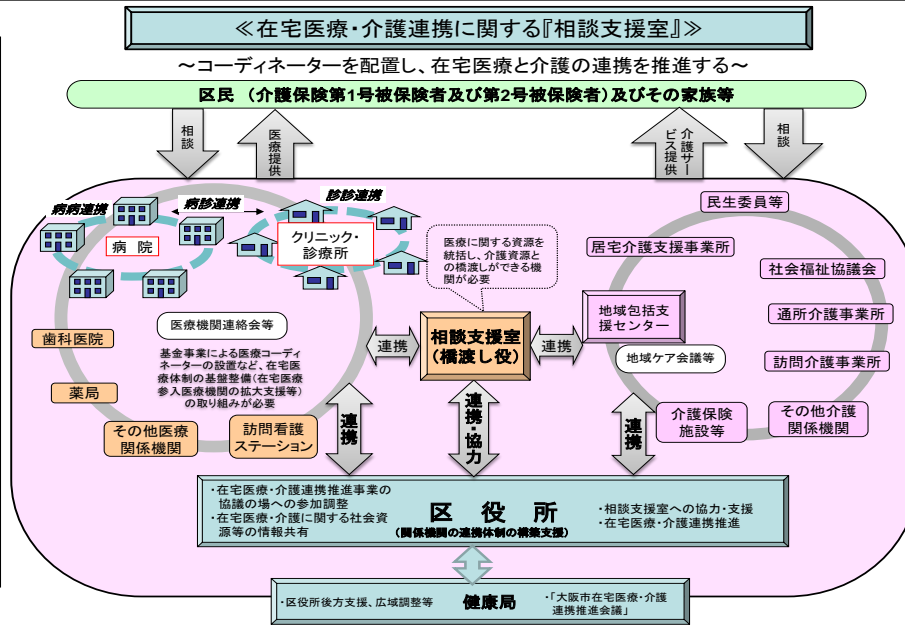 ≪在宅医療・介護連携に関する『相談支援室』≫
～コーディネーターを配置し、在宅医療と介護の連携を推進する～
区民 （介護保険第1号被保険者及び第2号被保険者）及びその家族等
相談
医療提供
介護サー
ビス提供
相談
病病連携
病診連携
診診連携
病 院
クリニック・
診療所
医療に関する資源を
統括し、介護資源と
の橋渡しができる機
関が必要
民生委員等
居宅介護支援事業所
社会福祉協議会
地域包括支
援センター
通所介護事業所
地域ケア会議等
訪問介護事業所
介護保険
施設等
その他介護
関係機関
医療機関連絡会等
基金事業による医療コーディ
ネーターの設置など、在宅医
療体制の基盤整備（在宅医療
参入医療機関の拡大支援等）
の取り組みが必要
歯科医院
薬局
その他医療
関係機関
訪問看護
ステーション
連携
相談支援室
（橋渡し役）
連携
連携
連携・協力
連携
・在宅医療・介護連携推進事業の
協議の場への参加調整
・在宅医療・介護に関する社会資
源等の情報共有
区 役 所
（関係機関の連携体制の構築支援）
・相談支援室への協力・支援
・在宅医療・介護連携推進
・区役所後方支援、広域調整等
健康局
・「大阪市在宅医療・介護
連携推進会議」